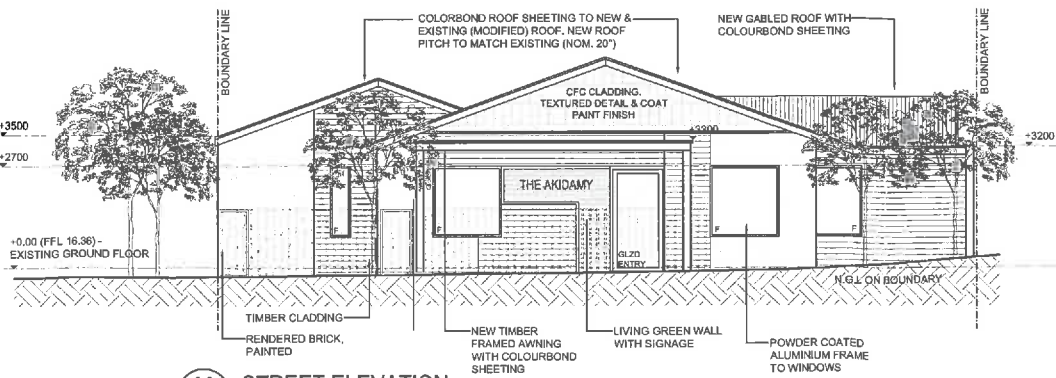 COLORBOND ROOF SHEETING TO NEW &
EXISTING (MODIFIED) ROOF. NEW ROOF
PITCH TO MATCH EXISTING (NOM. 20°)
NEW GABLED ROOF WITH
COLOURBOND SHEETING
BOUNDARY LINE
BOUNDARY LINE
CFC CLADDING.
TEXTURED DETAIL & COAT
PAINT FINISH
+3500
+3200
+3200
+2700
THE AKIDAMY
+0.00 (FFL 16.36) -
EXISTING GROUND FLOOR
F
F
F
F
GLZD
ENTRY
N.G.L ON BOUNDARY
TIMBER CLADDING
RENDERED BRICK,
PAINTED
NEW TIMBER
FRAMED AWNING
WITH COLOURBOND
SHEETING
LIVING GREEN WALL
WITH SIGNAGE
POWDER COATED
ALUMINIUM FRAME
TO WINDOWS
STREET ELEVATION